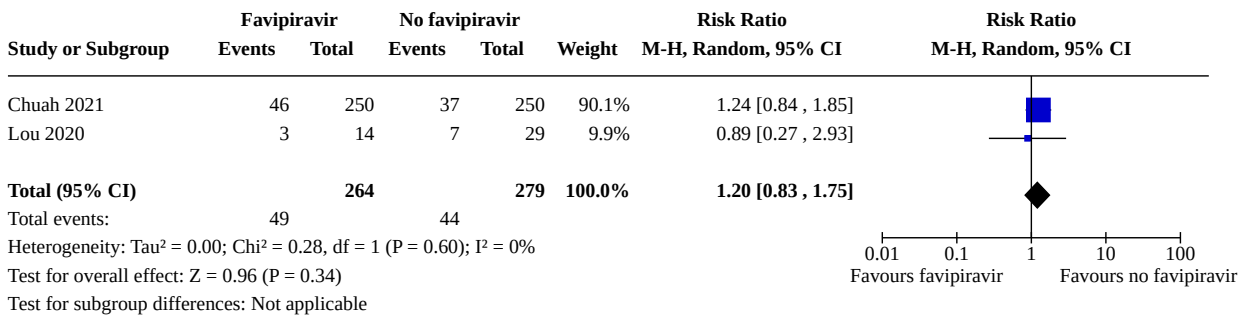 Favipiravir No favipiravir Risk Ratio Risk Ratio
Study or Subgroup Events Total Events Total Weight M-H, Random, 95% CI M-H, Random, 95% CI
Chuah 2021 46 250 37 250 90.1% 1.24 [0.84 , 1.85]
Lou 2020 3 14 7 29 9.9% 0.89 [0.27 , 2.93]
Total (95% CI) 264 279 100.0% 1.20 [0.83 , 1.75]
Total events: 49 44
Heterogeneity: Tau² = 0.00; Chi² = 0.28, df = 1 (P = 0.60); I² = 0%
0.01 0.1 1 10 100
Test for overall effect: Z = 0.96 (P = 0.34) Favours favipiravir Favours no favipiravir
Test for subgroup differences: Not applicable